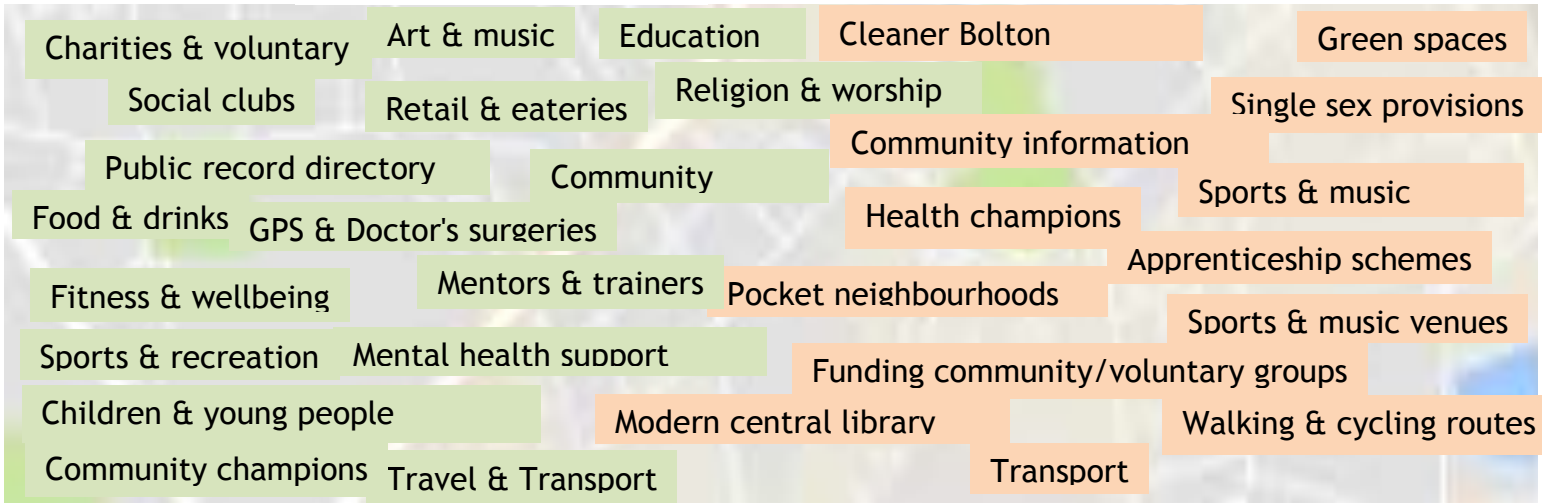 Charities & voluntary
Art & music
Education
Cleaner Bolton
Green spaces
Social clubs
Retail & eateries
Religion & worship
Single sex provisions
Public record directory
Community
Community information
Sports & music
Food & drinks
GPS & Doctor's surgeries
Health champions
Apprenticeship schemes
Fitness & wellbeing
Mentors & trainers
Pocket neighbourhoods
Sports & music venues
Sports & recreation
Mental health support
Funding community/voluntary groups
Children & young people
Modern central library
Walking & cycling routes
Community champions
Travel & Transport
Transport